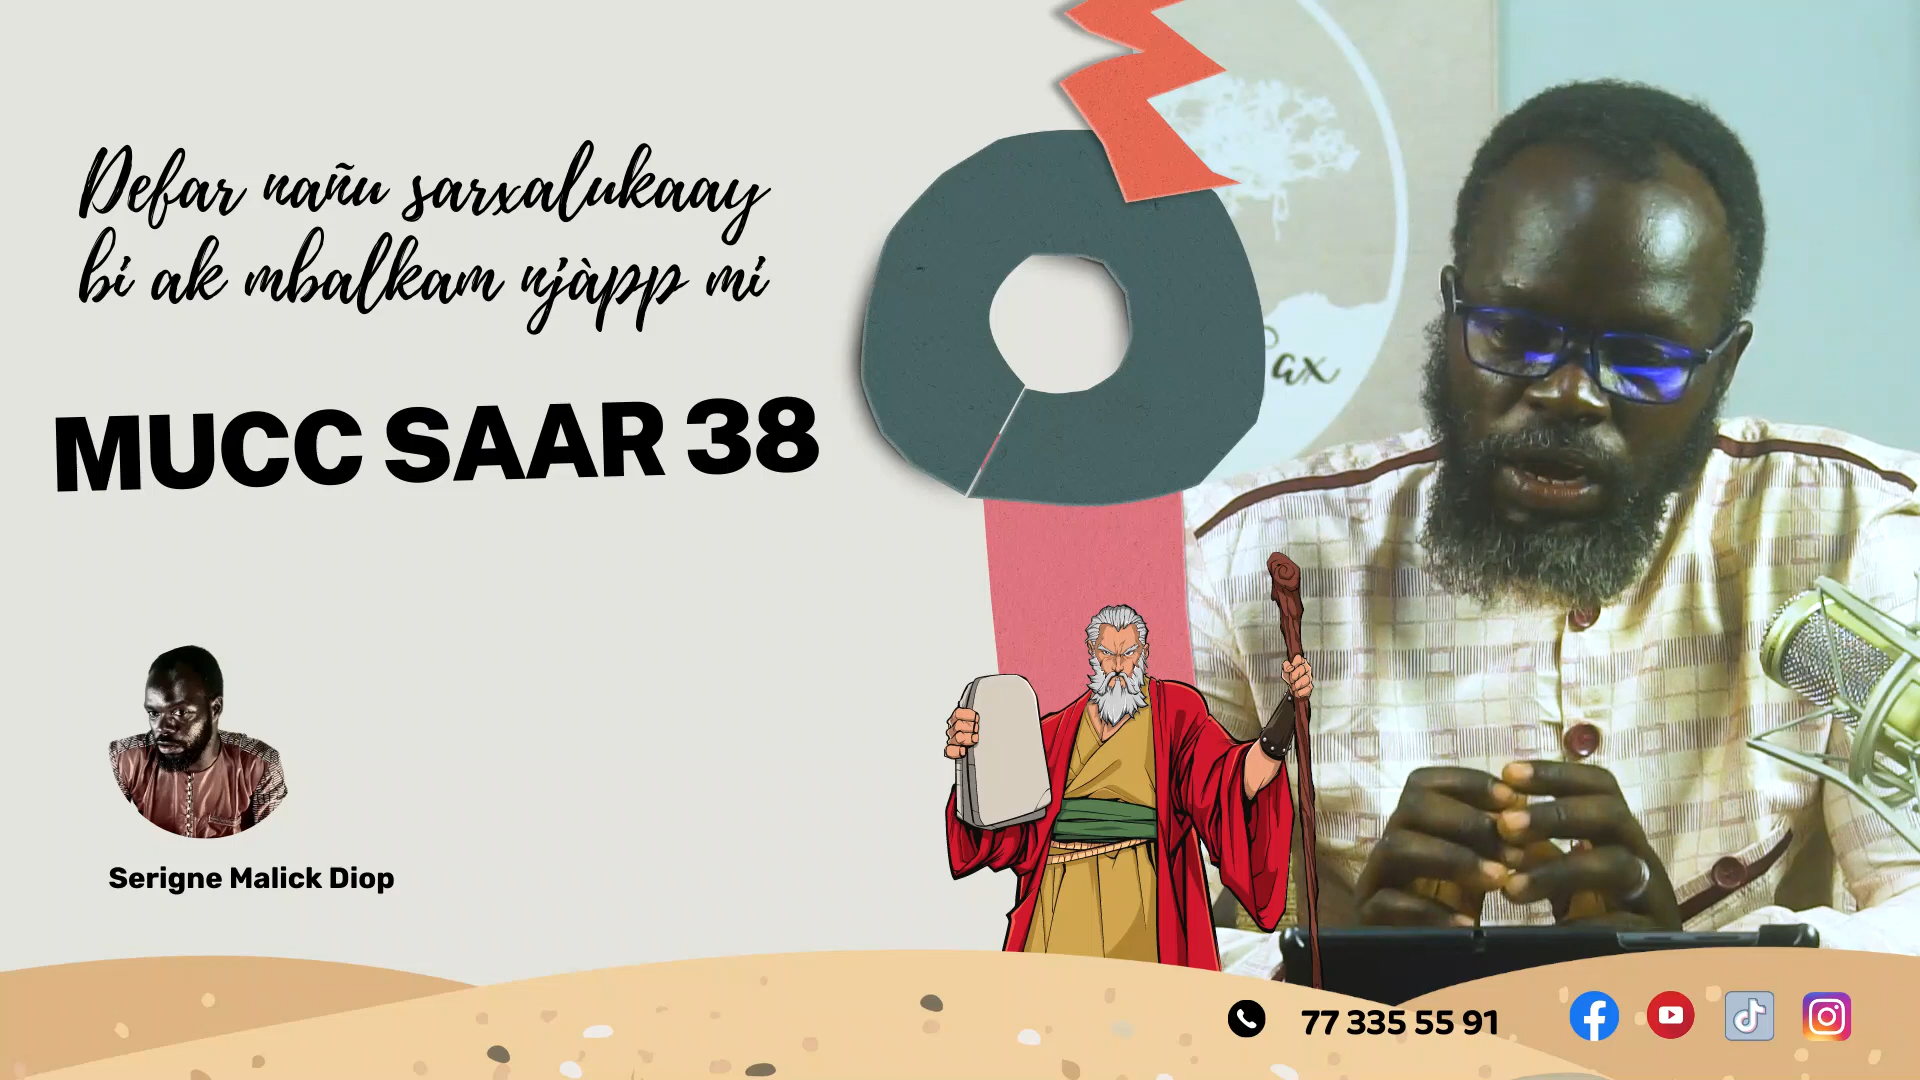 Defar nañu sarxalukaay
bi ak mbalkam njàpp mi
MUCC SAAR 38
Serigne Malick Diop
77 335 55 91